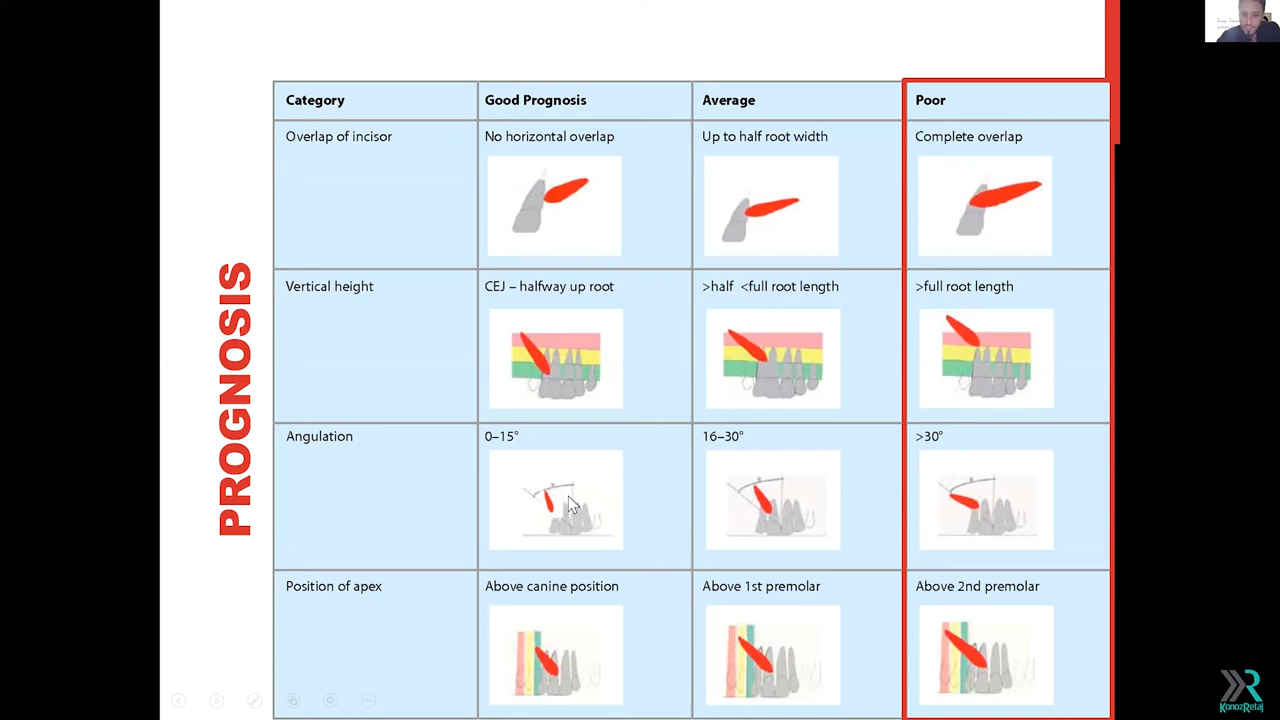 PROGNOSIS
Category Good Prognosis Average Poor
Overlap of incisor No horizontal overlap Up to half root width Complete overlap
Vertical height CEJ – halfway up root >half <full root length >full root length
Angulation 0–15° 16–30° >30°
Position of apex Above canine position Above 1st premolar Above 2nd premolar
KonozRetaj